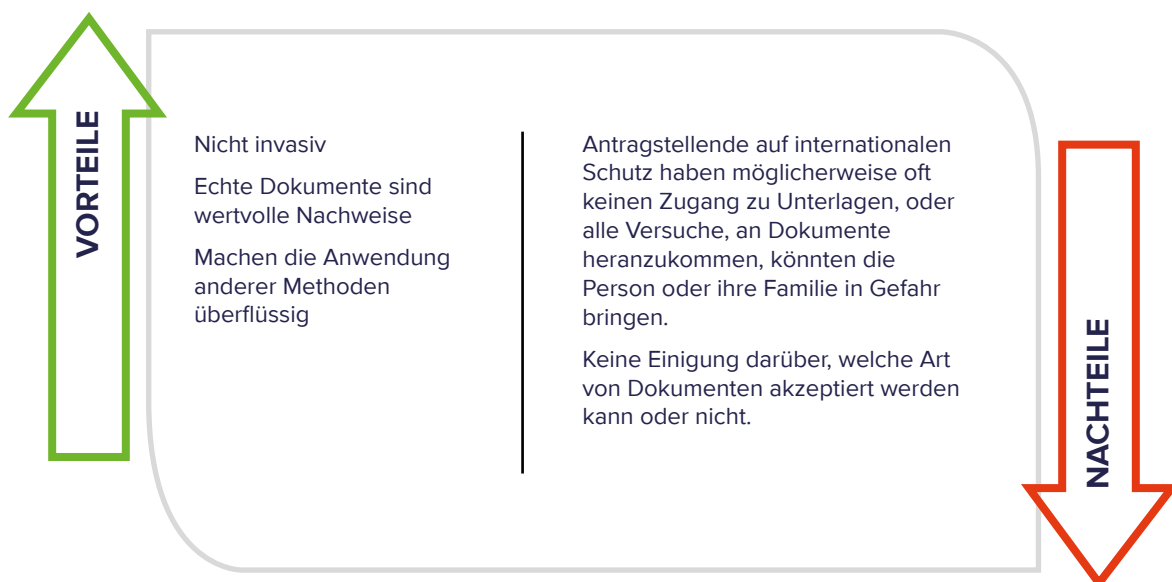 VORTEILE
Nicht invasiv
Echte Dokumente sind
wertvolle Nachweise
Machen die Anwendung
anderer Methoden
überflüssig
Antragstellende auf internationalen
Schutz haben möglicherweise oft
keinen Zugang zu Unterlagen, oder
alle Versuche, an Dokumente
heranzukommen, könnten die
Person oder ihre Familie in Gefahr
bringen.
Keine Einigung darüber, welche Art
von Dokumenten akzeptiert werden
kann oder nicht.
NACHTEILE